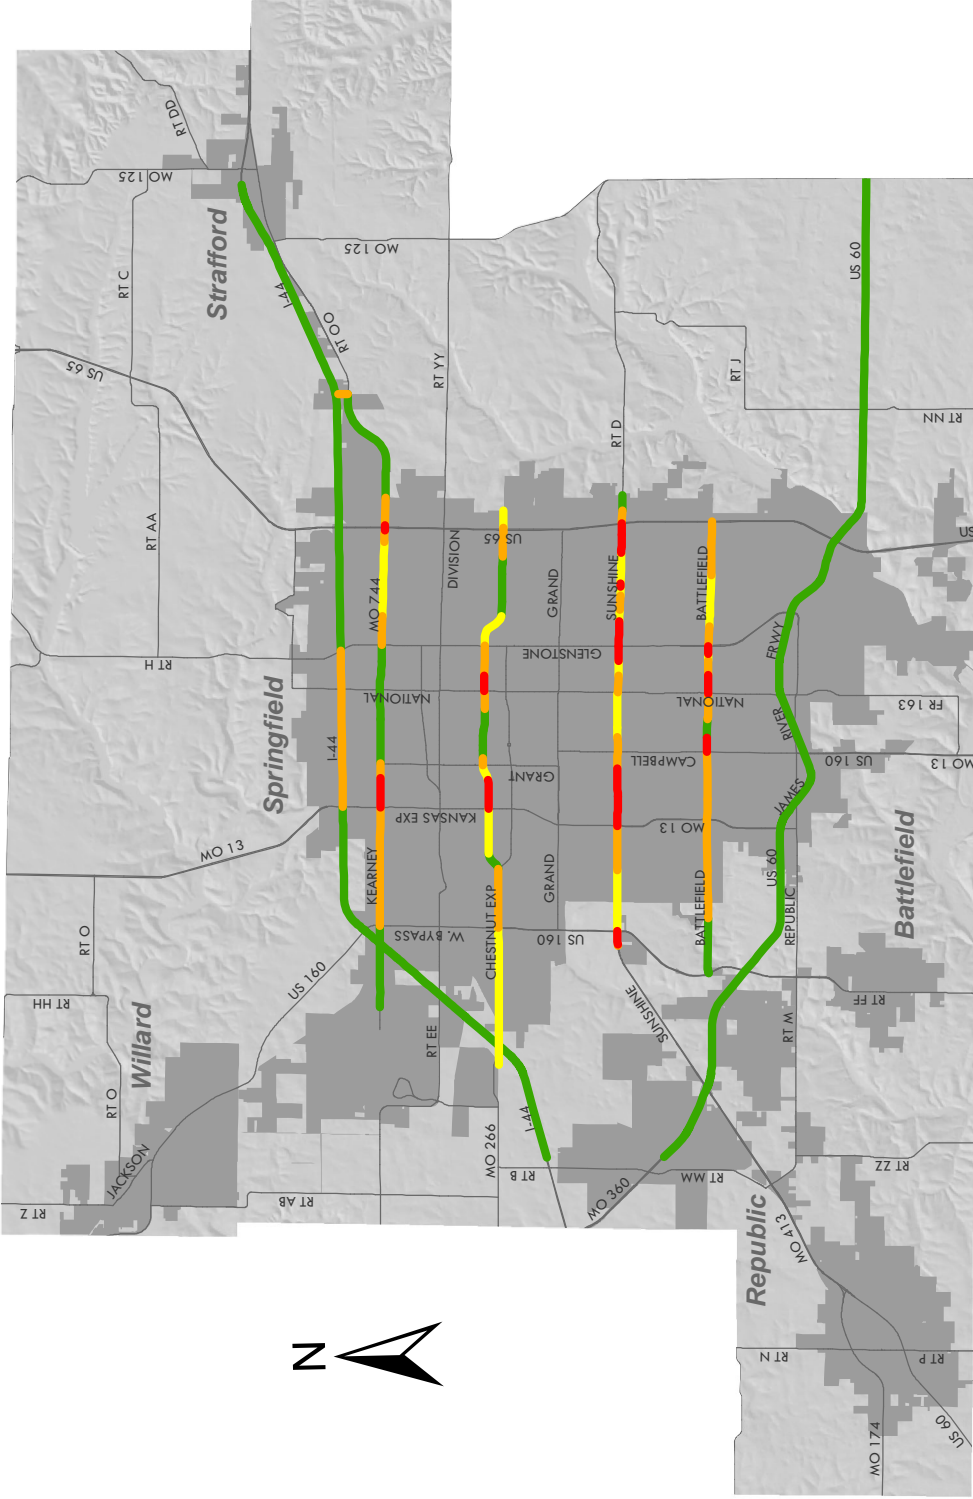 RT DD
MO 125
Strafford
RT C
MO 125
I-44
RT OO
US 60
US 65
RT YY
RT J
RT D
RT NN
RT AA
DIVISION
US 65
GRAND
SUNSHINE
BATTLEFIELD
US
MO 744
RT H
GLENSTONE
FRWY
Springfield
NATIONAL
NATIONAL
FR 163
RIVER
I-44
GRANT
CAMPBELL
US 160
MO 13
JAMES
MO 13
KANSAS EXP
MO 13
KEARNEY
GRAND
US 60
Battlefield
RT O
W. BYPASS
CHESTNUT EXP
US 160
BATTLEFIELD
REPUBLIC
RT HH
US 160
SUNSHINE
RT FF
Willard
RT EE
RT M
RT O
I-44
JACKSON
MO 266
RT B
RT MM
RT ZZ
RT Z
RT AB
MO 360
Republic
MO 413
N
RT N
RT P
MO 174
US 60